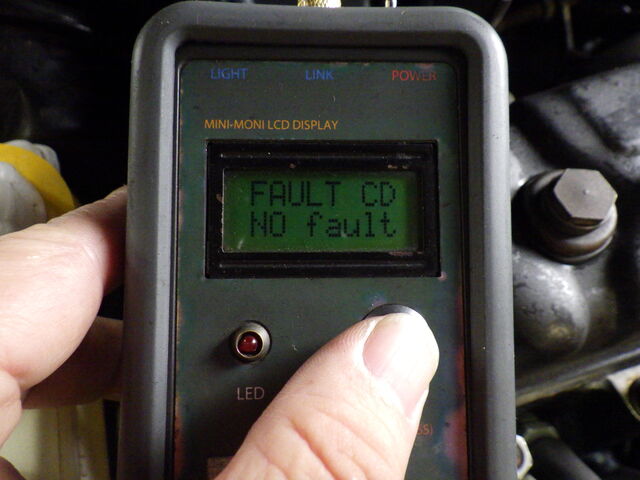 LIGHT LINK POWER
MINI-MONI LCD DISPLAY
FAULT CD
NO fault
LED